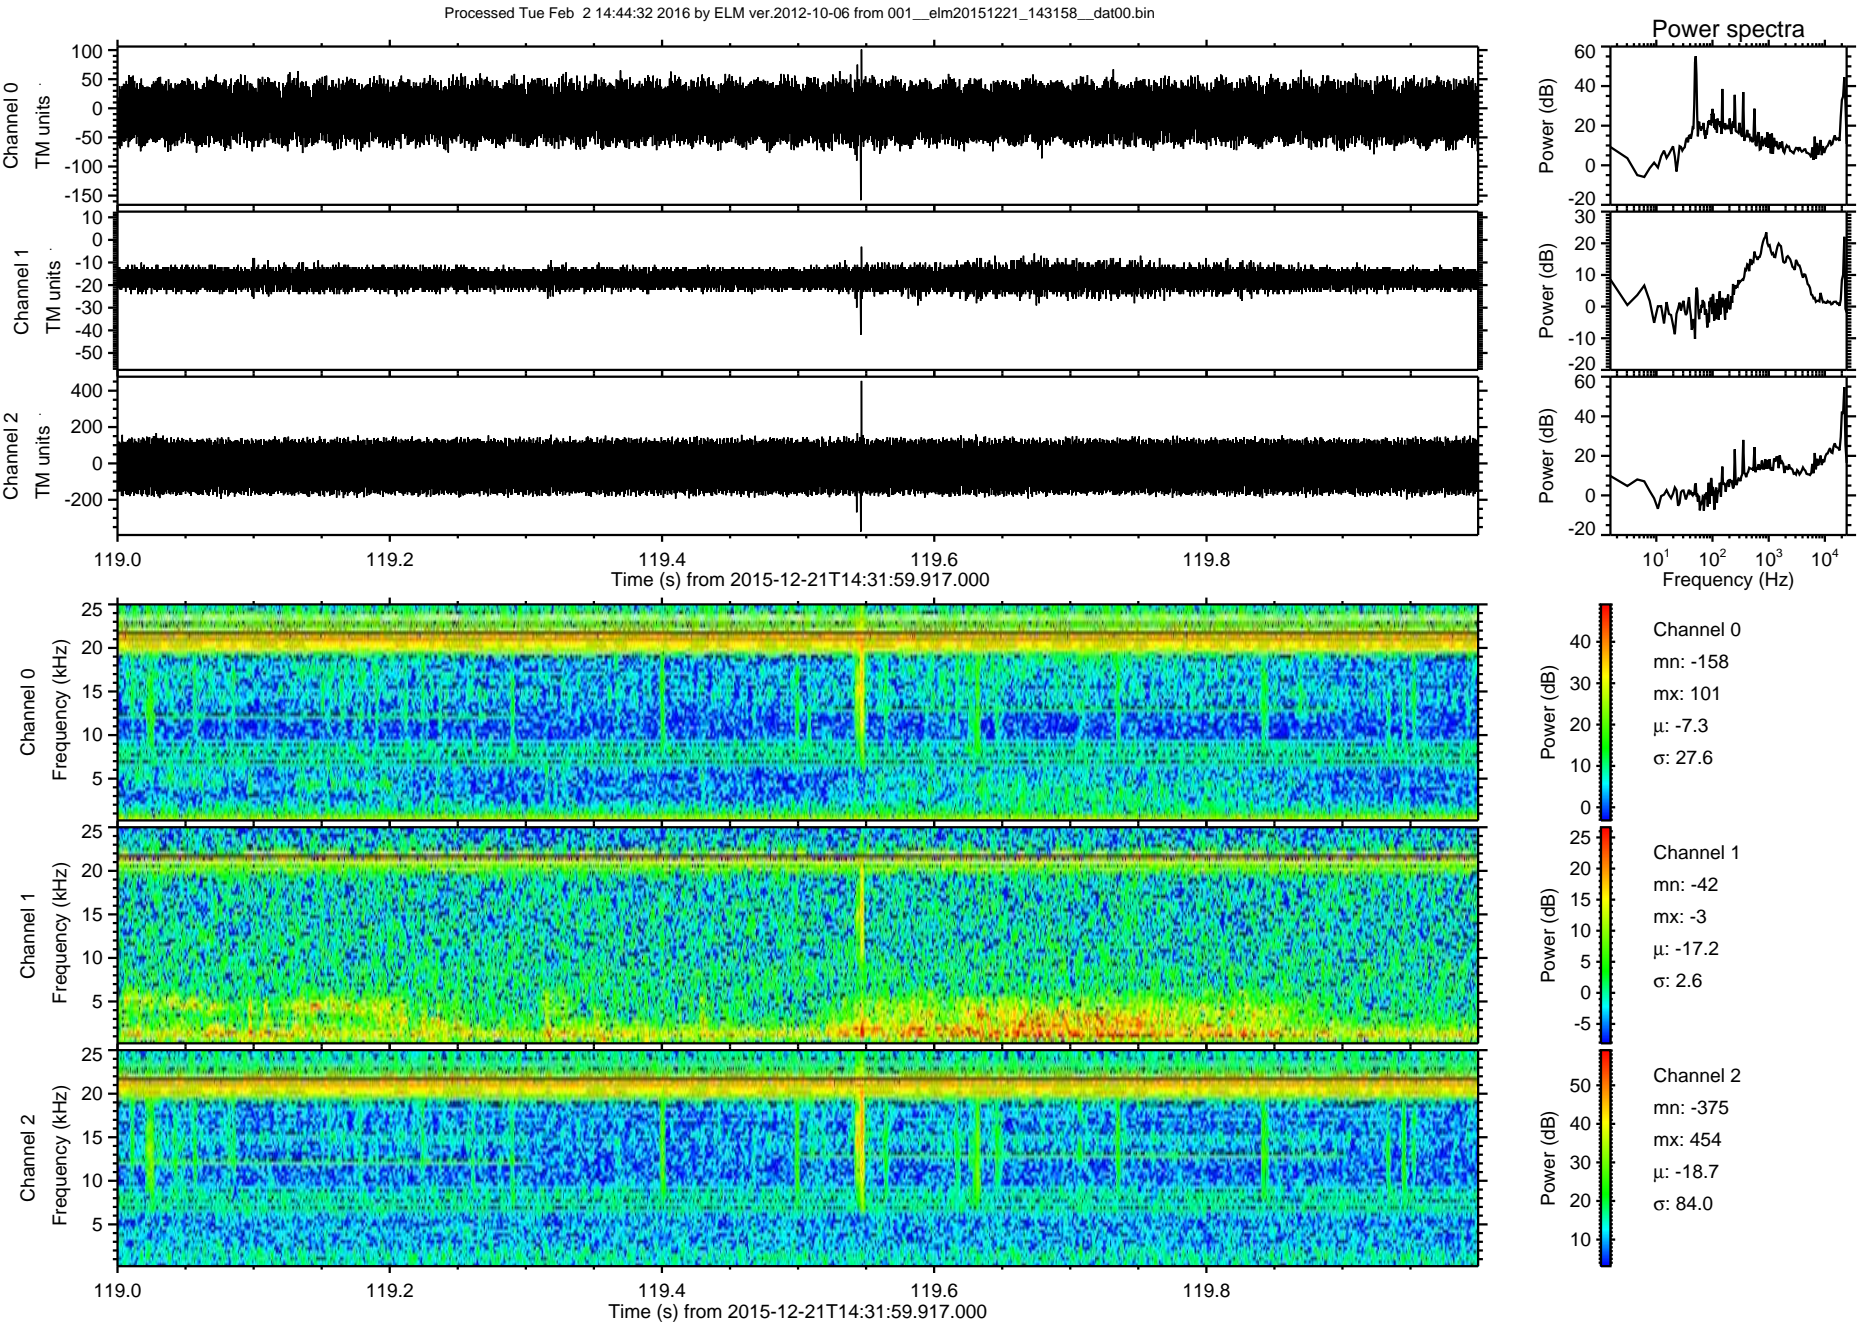 Processed Tue Feb  2 14:44:32 2016 by ELM ver.2012-10-06 from 001__elm20151221_143158__dat00.bin
Power spectra
Channel 0
TM units
100
50
0
-50
-100
-150
Power (dB)
60
40
20
0
-20
Channel 1
TM units
10
0
-10
-20
-30
-40
-50
Power (dB)
30
20
10
0
-10
-20
Channel 2
TM units
400
200
0
-200
Power (dB)
60
40
20
0
-20
119.0 119.2 119.4 119.6 119.8
Time (s) from 2015-12-21T14:31:59.917.000
10^1 10^2 10^3 10^4
Frequency (Hz)
Channel 0
Frequency (kHz)
25
20
15
10
5
Power (dB)
40
30
20
10
0
Channel 0
mn: -158
mx: 101
μ: -7.3
σ: 27.6
Channel 1
Frequency (kHz)
25
20
15
10
5
Power (dB)
25
20
15
10
5
0
-5
Channel 1
mn: -42
mx: -3
μ: -17.2
σ: 2.6
Channel 2
Frequency (kHz)
25
20
15
10
5
Power (dB)
50
40
30
20
10
Channel 2
mn: -375
mx: 454
μ: -18.7
σ: 84.0
119.0 119.2 119.4 119.6 119.8
Time (s) from 2015-12-21T14:31:59.917.000